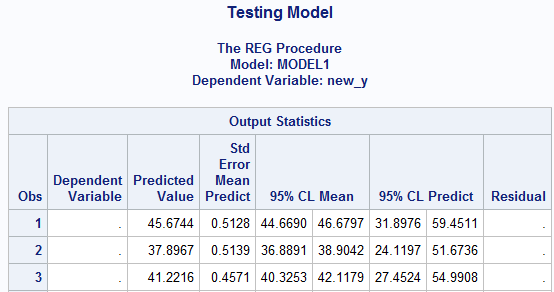 Testing Model
The REG Procedure
Model: MODEL1
Dependent Variable: new_y
Output Statistics
Obs Dependent Variable Predicted Value Std Error Mean Predict 95% CL Mean 95% CL Predict Residual
1 . 45.6744 0.5128 44.6690 46.6797 31.8976 59.4511 .
2 . 37.8967 0.5139 36.8891 38.9042 24.1197 51.6736 .
3 . 41.2216 0.4571 40.3253 42.1179 27.4524 54.9908 .